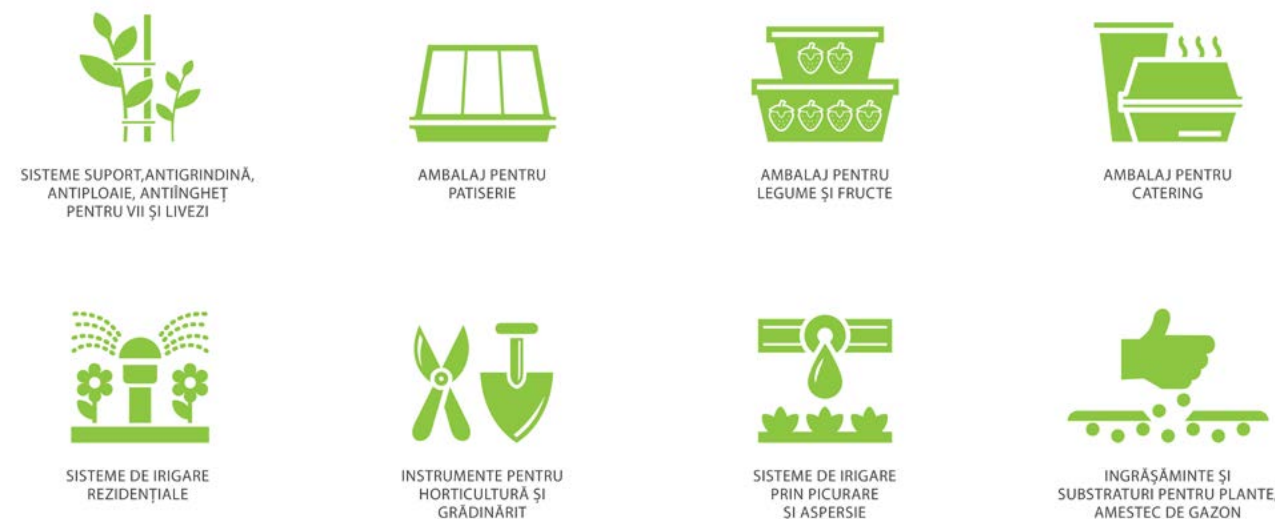 SISTEME SUPORT,ANTIGRINDINĂ,
ANTIPLOAIE, ANTIÎNGHEȚ
PENTRU VII ȘI LIVEZI
AMBALAJ PENTRU
PATISERIE
AMBALAJ PENTRU
LEGUME ȘI FRUCTE
AMBALAJ PENTRU
CATERING
SISTEME DE IRIGARE
REZIDENȚIALE
INSTRUMENTE PENTRU
HORTICULTURĂ ȘI
GRĂDINĂRIT
SISTEME DE IRIGARE
PRIN PICURARE
ȘI ASPERSIE
INGRĂȘĂMINTE ȘI
SUBSTRATURI PENTRU PLANTE,
AMESTEC DE GAZON